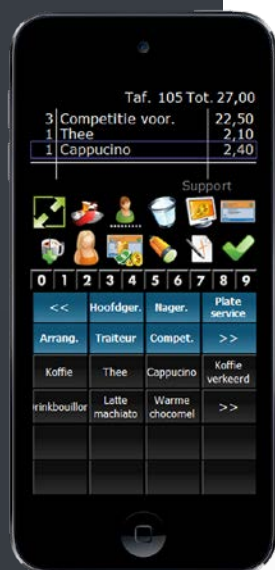 Taf. 105 Tot. 27,00
3 Competitie voor. 22,50
1 Thee 2,10
1 Cappucino 2,40
Support
0 1 2 3 4 5 6 7 8 9
<< Hoofdger. Nager. Plate
service
Arrang. Traiteur Compet. >>
Koffie Thee Cappucino Koffie
verkeerd
rinkbouillor Latte
machiato Warme
chocomel >>